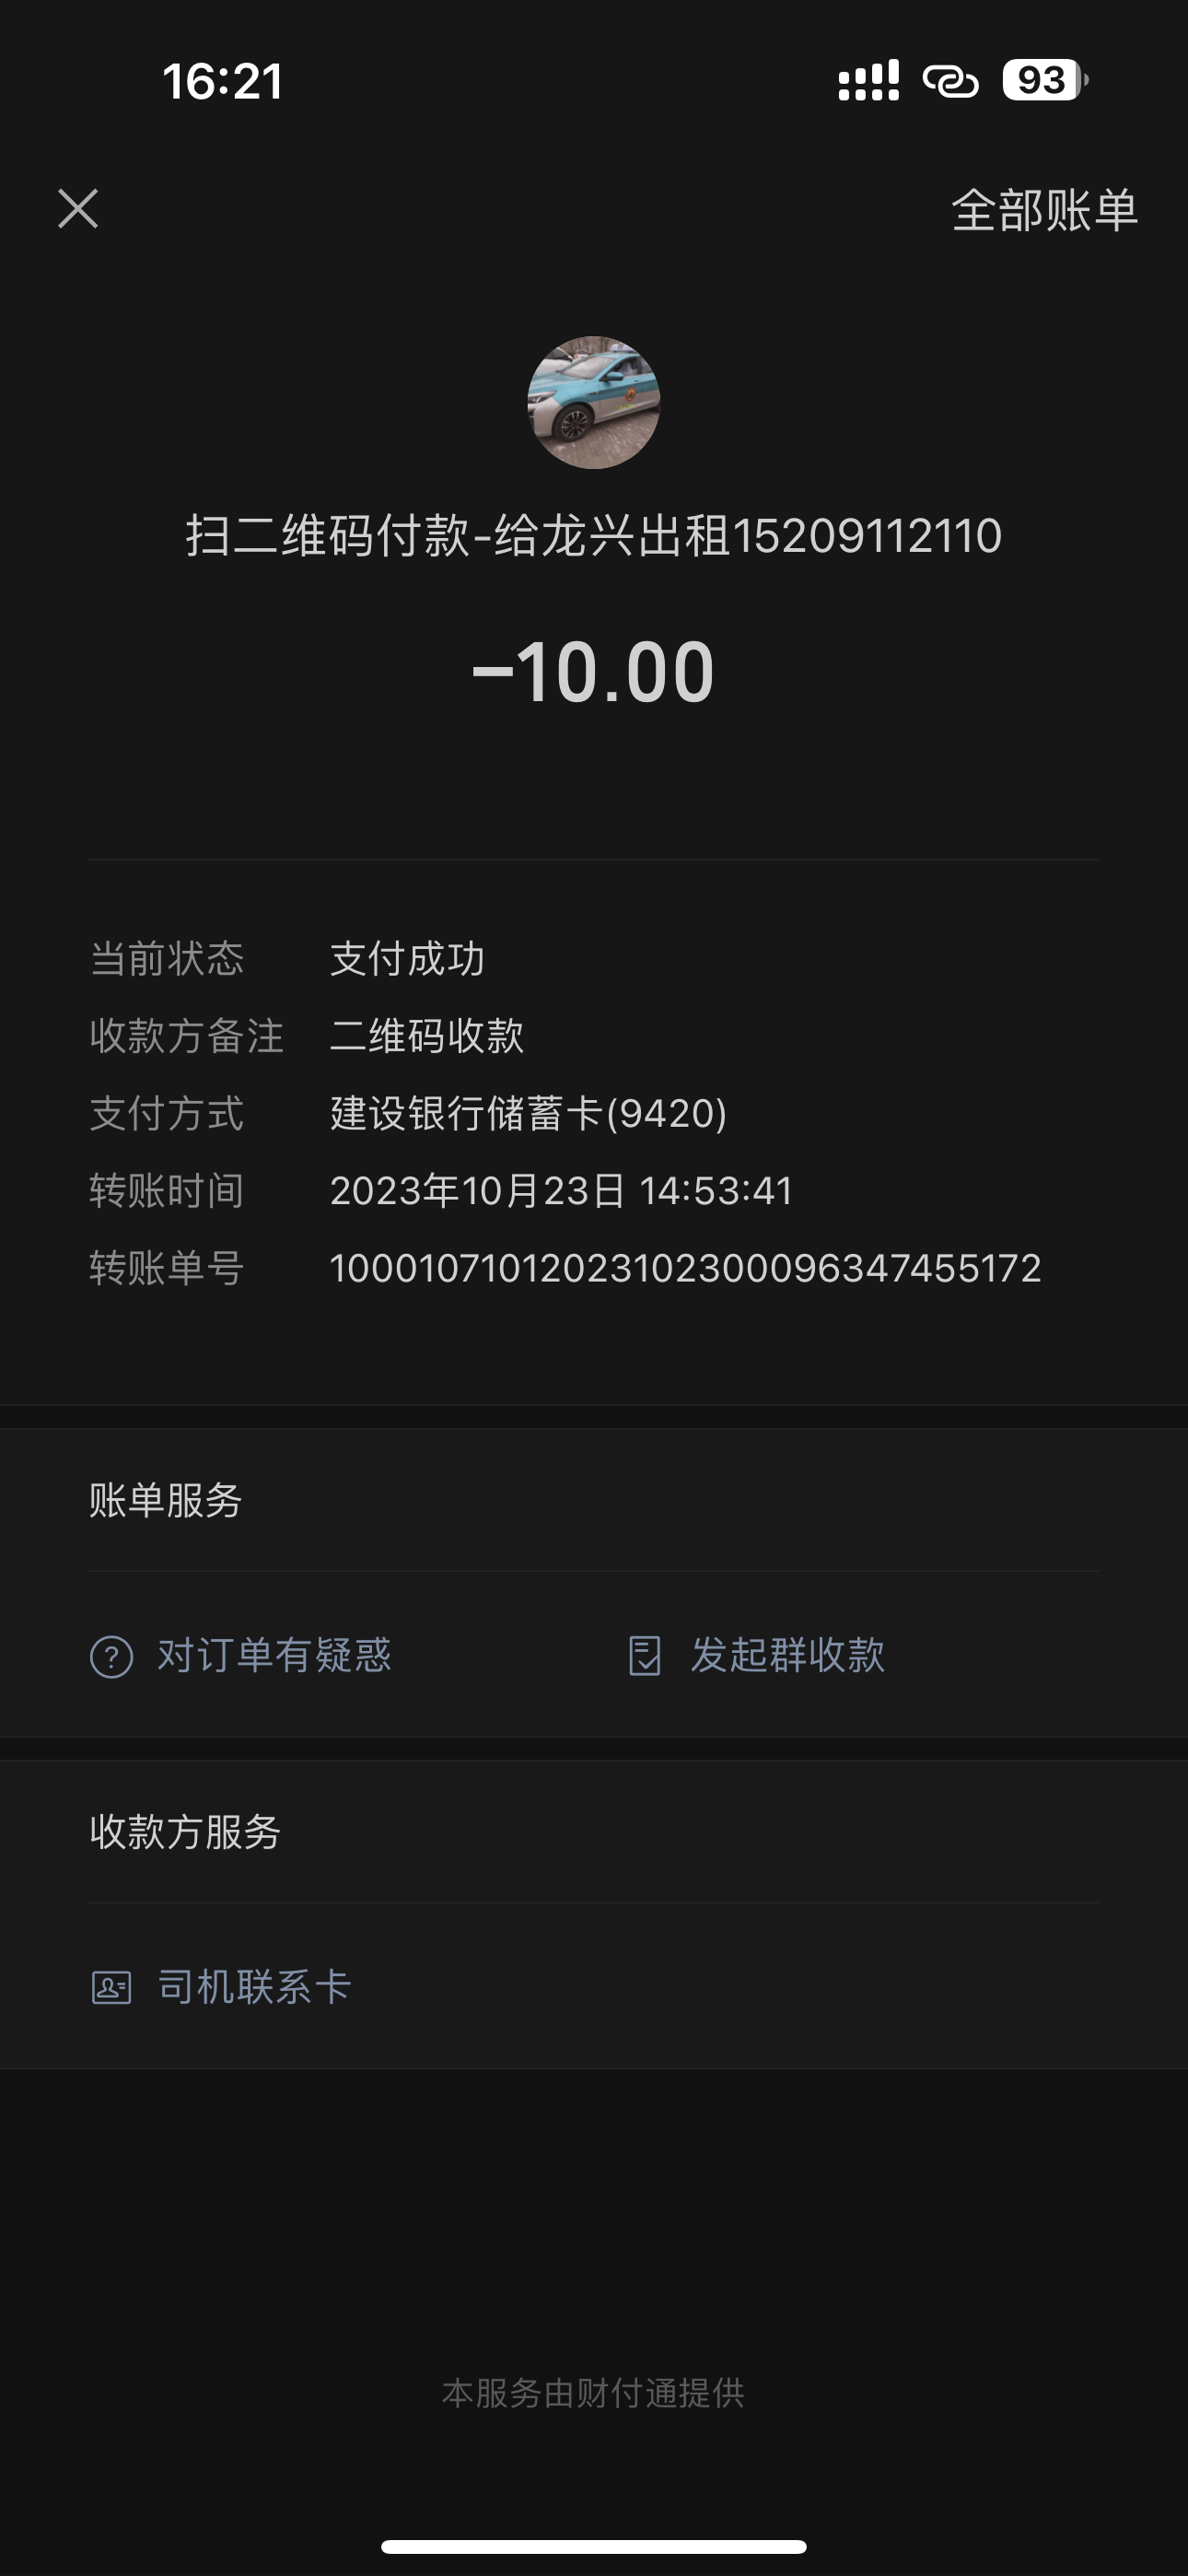 16:21
93
全部账单
扫二维码付款-给龙兴出租15209112110
-10.00
当前状态 支付成功
收款方备注 二维码收款
支付方式 建设银行储蓄卡(9420)
转账时间 2023年10月23日 14:53:41
转账单号 10001071012023102300096347455172
账单服务
对订单有疑惑 发起群收款
收款方服务
司机联系卡
本服务由财付通提供